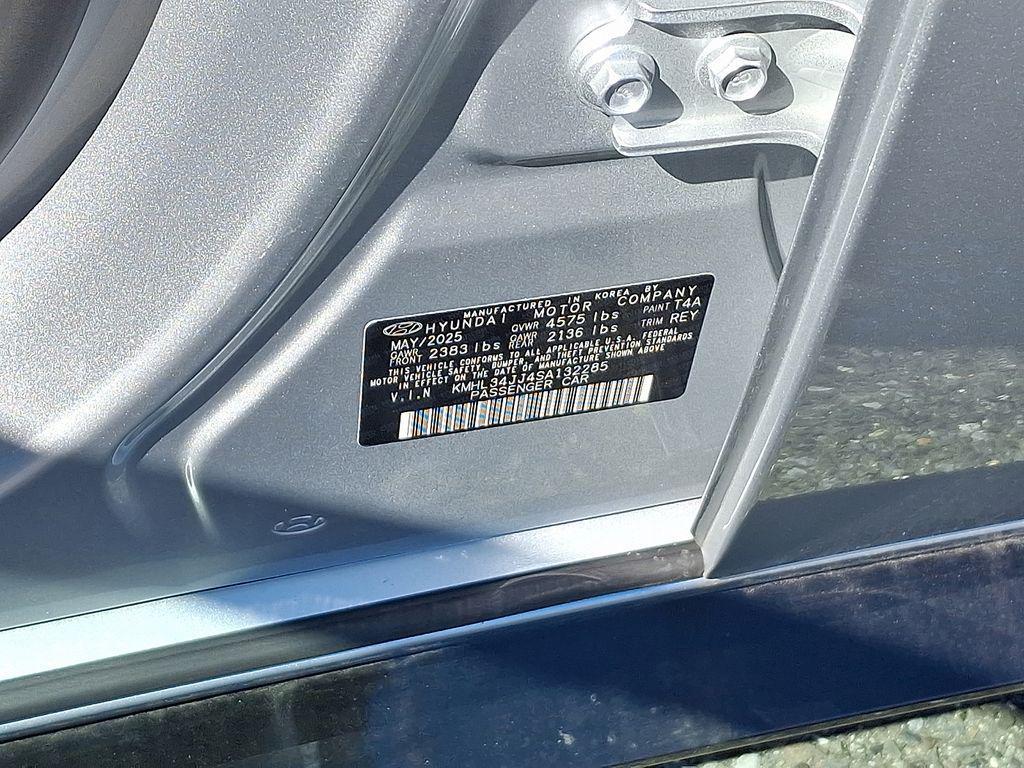 MANUFACTURED IN KOREA BY
HYUNDAI MOTOR COMPANY
MAY/2025 GVWR 4575 lbs PAINT T4A
GAWR FRONT 2383 lbs GAWR REAR 2136 lbs TRIM REY
THIS VEHICLE CONFORMS TO ALL APPLICABLE U.S.A. FEDERAL
MOTOR VEHICLE SAFETY, BUMPER, AND THEFT PREVENTION STANDARDS
IN EFFECT ON THE DATE OF MANUFACTURE SHOWN ABOVE
V.I.N KMHL34JJ4SA132285
PASSENGER CAR